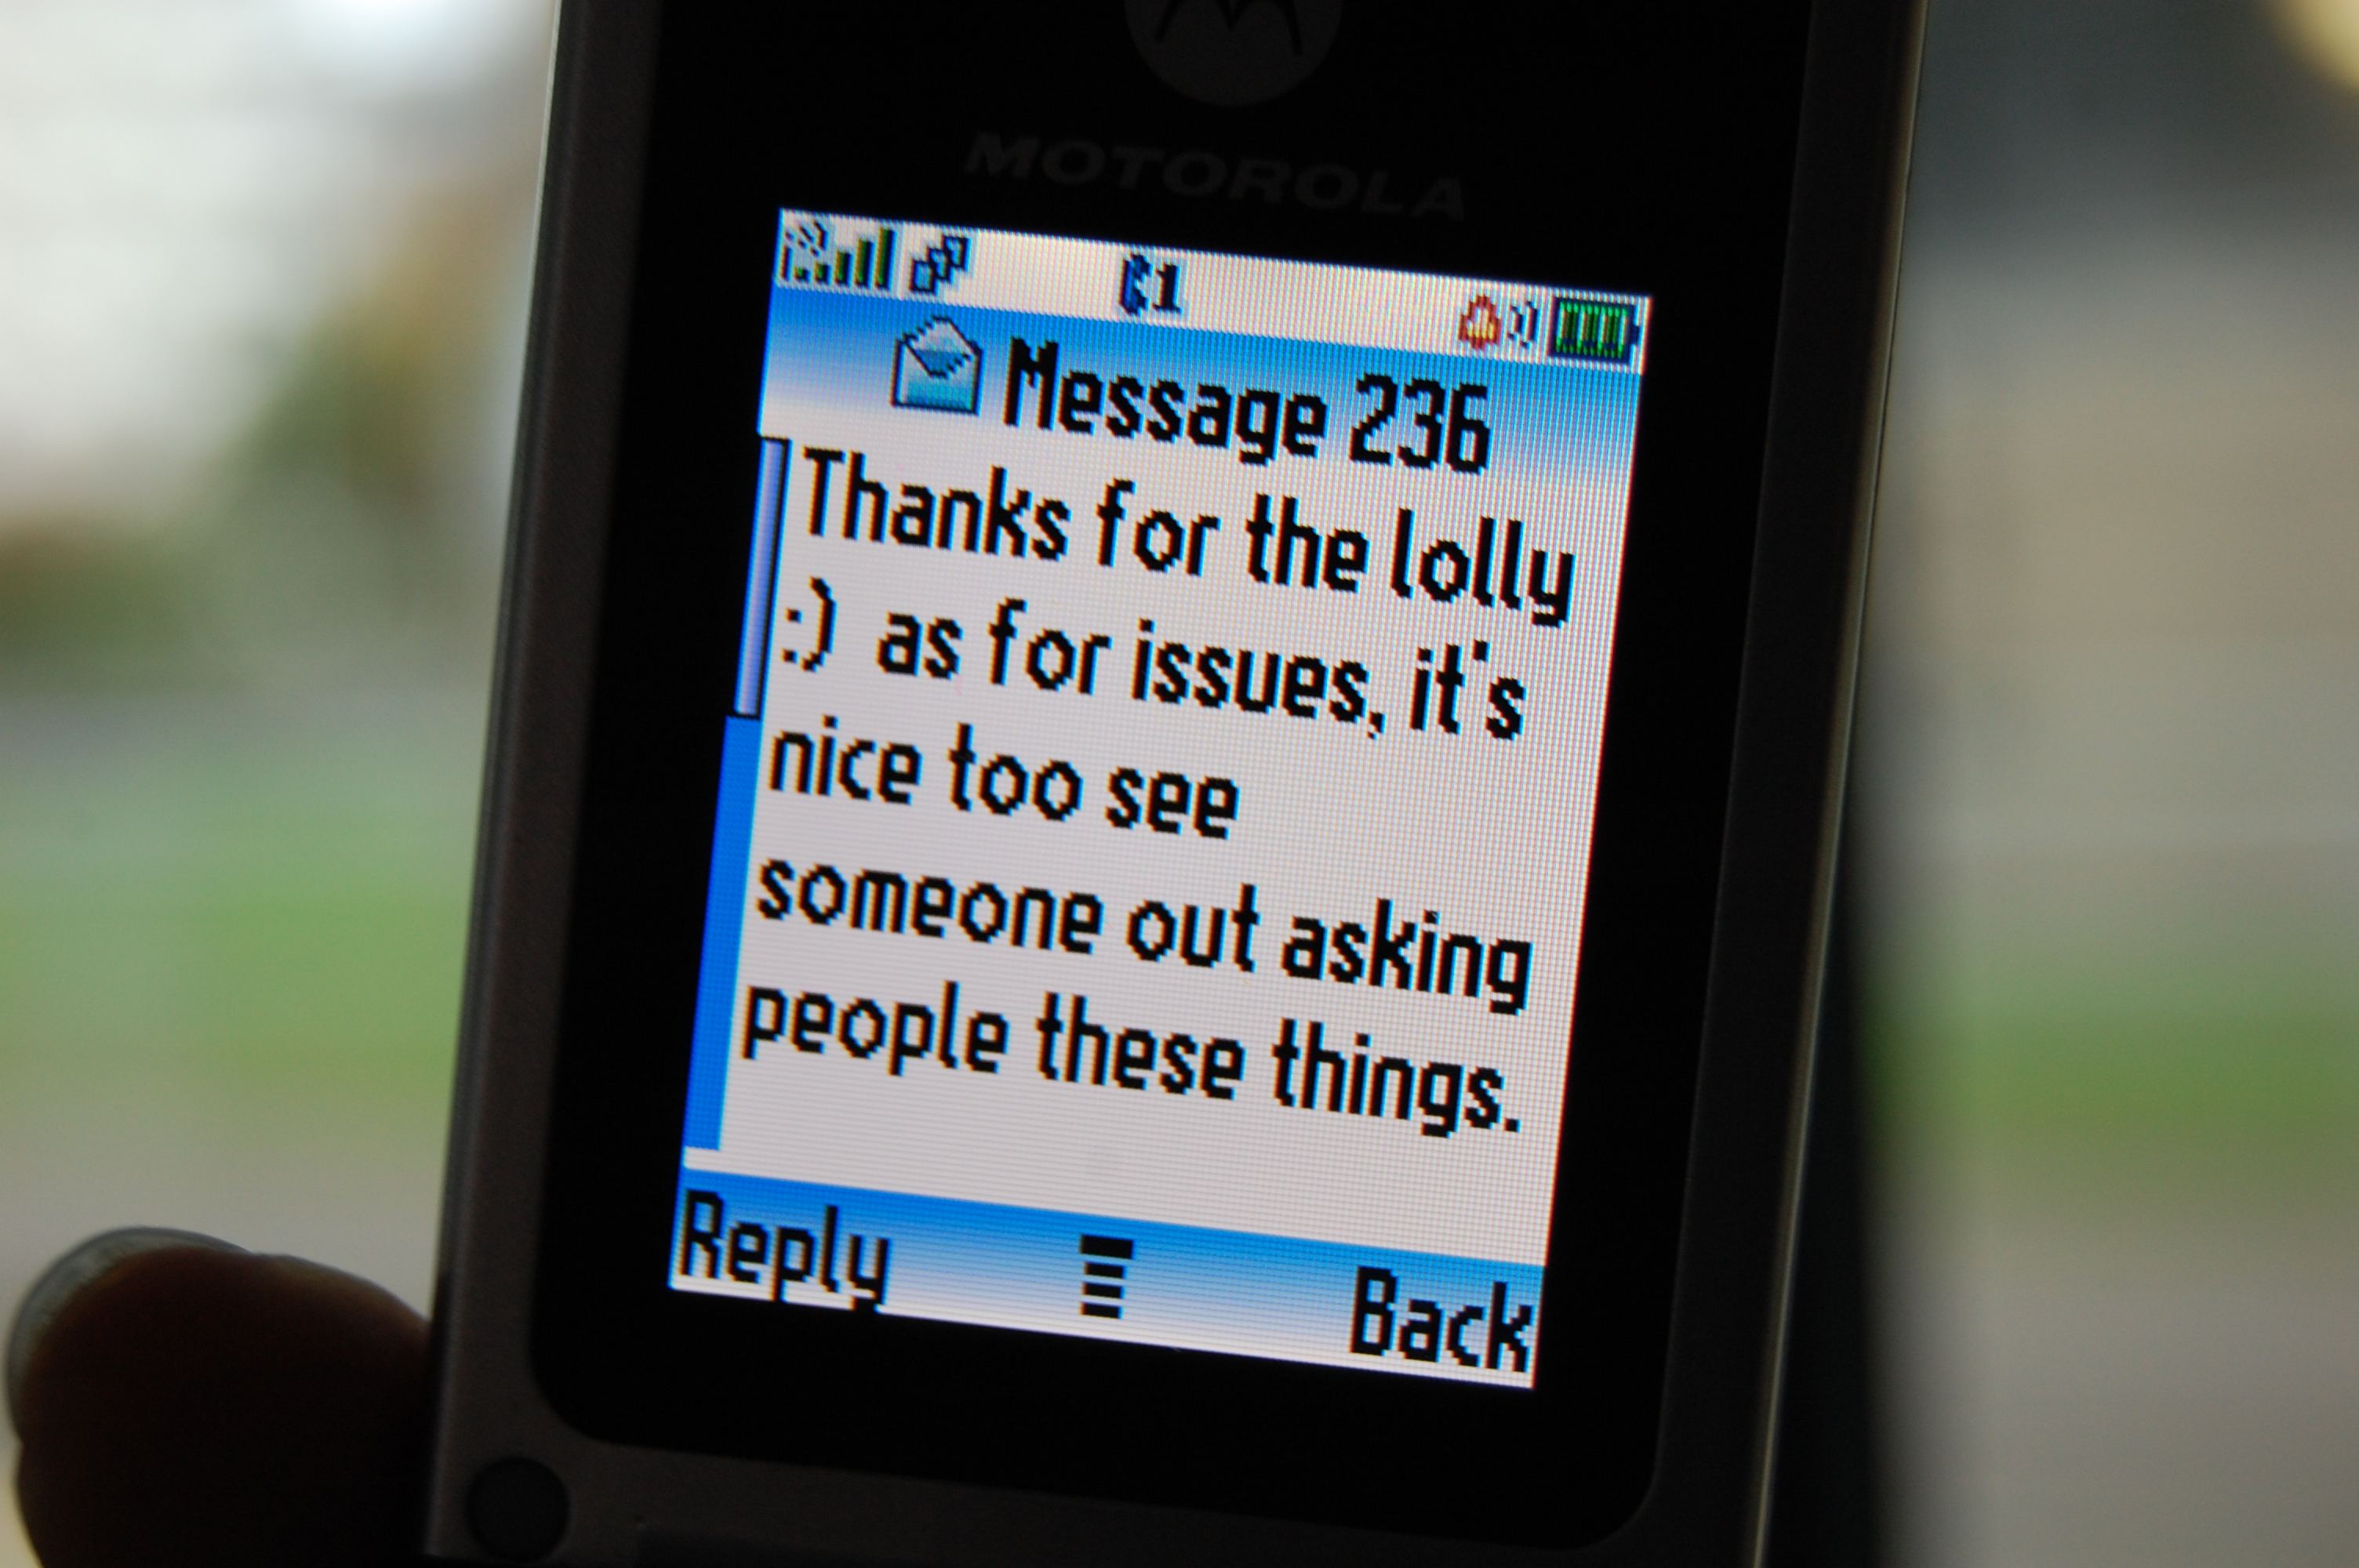 MOTOROLA
1
Message 236
Thanks for the lolly
:) as for issues, it's
nice too see
someone out asking
people these things.
Reply Back